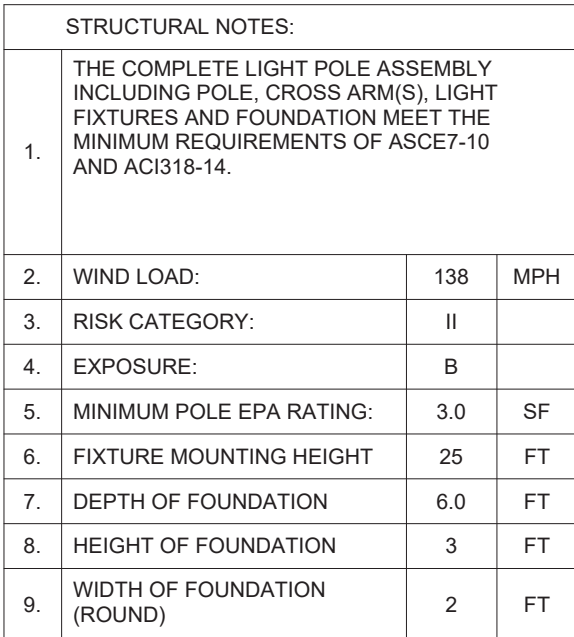 STRUCTURAL NOTES:
1.
THE COMPLETE LIGHT POLE ASSEMBLY
INCLUDING POLE, CROSS ARM(S), LIGHT
FIXTURES AND FOUNDATION MEET THE
MINIMUM REQUIREMENTS OF ASCE7-10
AND ACI318-14.
2. WIND LOAD: 138 MPH
3. RISK CATEGORY: II
4. EXPOSURE: B
5. MINIMUM POLE EPA RATING: 3.0 SF
6. FIXTURE MOUNTING HEIGHT 25 FT
7. DEPTH OF FOUNDATION 6.0 FT
8. HEIGHT OF FOUNDATION 3 FT
9. WIDTH OF FOUNDATION
(ROUND) 2 FT